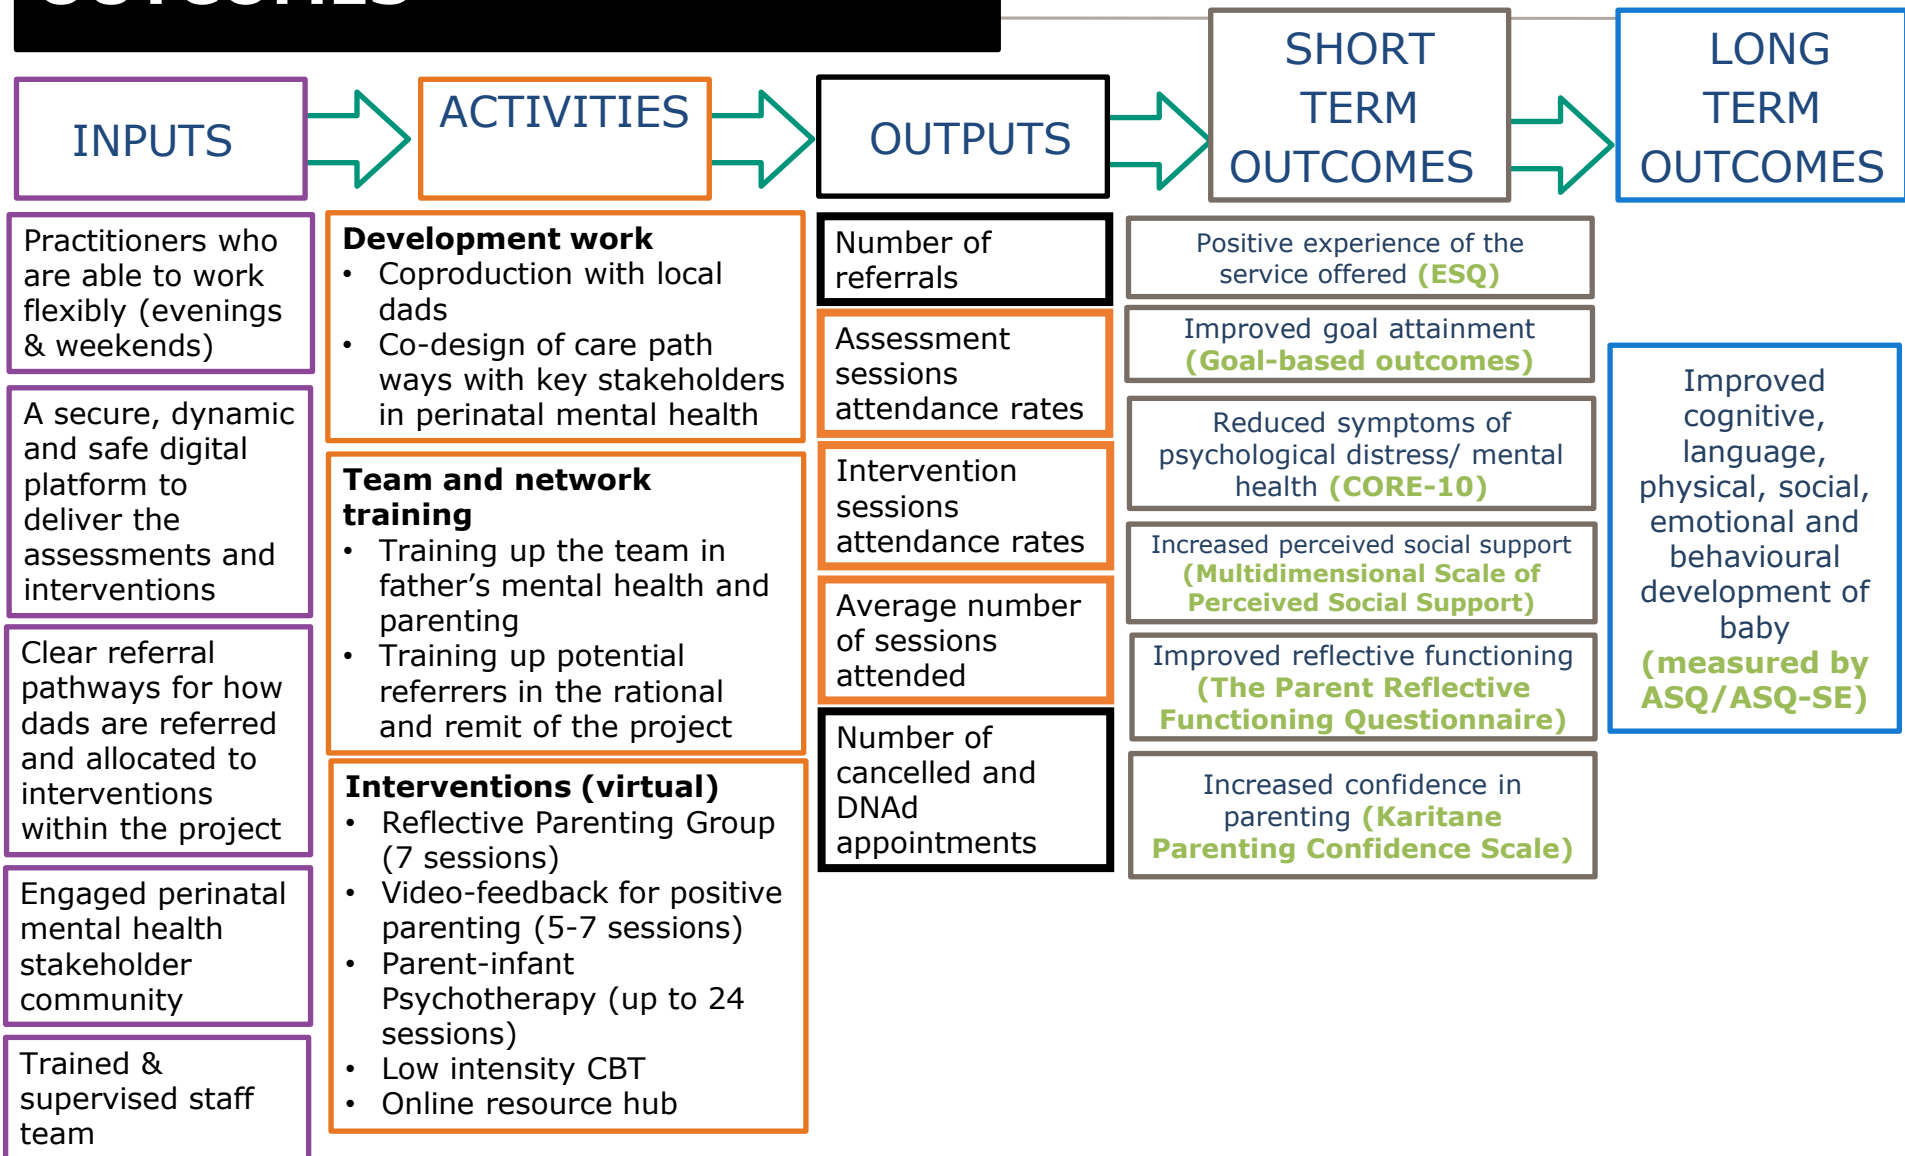 OUTCOMES
INPUTS
ACTIVITIES
OUTPUTS
SHORT
TERM
OUTCOMES
LONG
TERM
OUTCOMES
Practitioners who
are able to work
flexibly (evenings
& weekends)
A secure, dynamic
and safe digital
platform to
deliver the
assessments and
interventions
Clear referral
pathways for how
dads are referred
and allocated to
interventions
within the project
Engaged perinatal
mental health
stakeholder
community
Trained &
supervised staff
team
Development work
• Coproduction with local
dads
• Co-design of care path
ways with key stakeholders
in perinatal mental health
Team and network
training
• Training up the team in
father’s mental health and
parenting
• Training up potential
referrers in the rational
and remit of the project
Interventions (virtual)
• Reflective Parenting Group
(7 sessions)
• Video-feedback for positive
parenting (5-7 sessions)
• Parent-infant
Psychotherapy (up to 24
sessions)
• Low intensity CBT
• Online resource hub
Number of
referrals
Assessment
sessions
attendance rates
Intervention
sessions
attendance rates
Average number
of sessions
attended
Number of
cancelled and
DNAd
appointments
Positive experience of the
service offered (ESQ)
Improved goal attainment
(Goal-based outcomes)
Reduced symptoms of
psychological distress/ mental
health (CORE-10)
Increased perceived social support
(Multidimensional Scale of
Perceived Social Support)
Improved reflective functioning
(The Parent Reflective
Functioning Questionnaire)
Increased confidence in
parenting (Karitane
Parenting Confidence Scale)
Improved
cognitive,
language,
physical, social,
emotional and
behavioural
development of
baby
(measured by
ASQ/ASQ-SE)